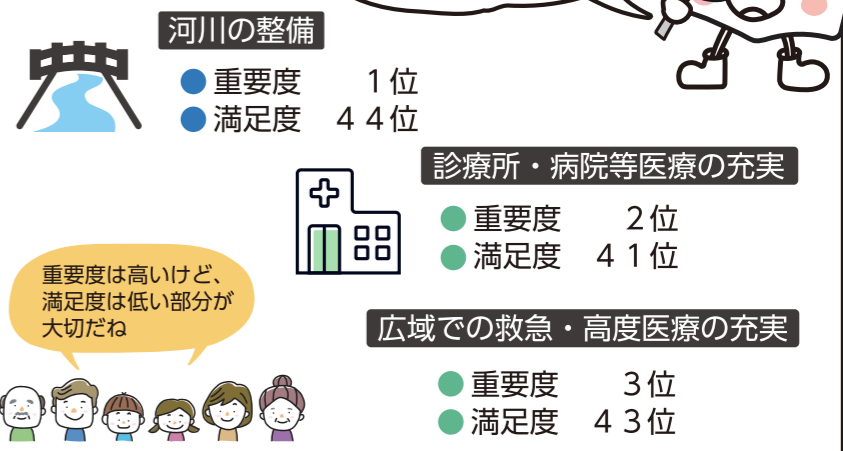 河川の整備
● 重要度　　1位
● 満足度　44位
診療所・病院等医療の充実
● 重要度　　2位
● 満足度　41位
重要度は高いけど、
満足度は低い部分が
大切だね
広域での救急・高度医療の充実
● 重要度　　3位
● 満足度　43位